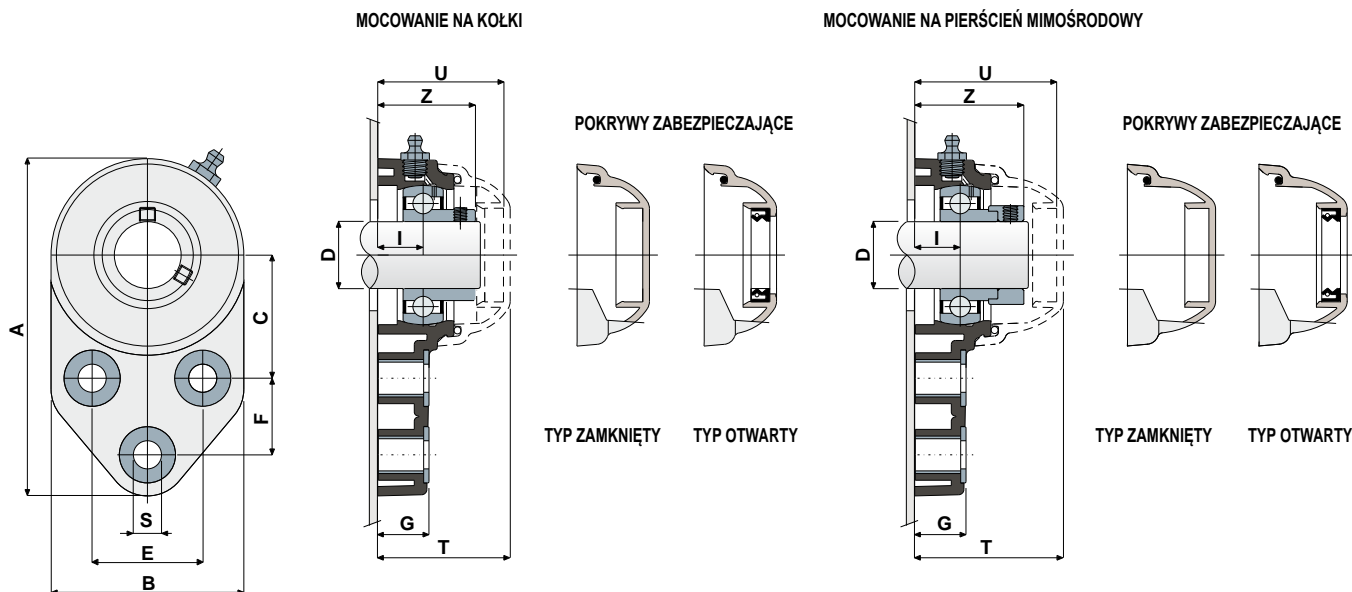 MOCOWANIE NA KOŁKI
MOCOWANIE NA PIERŚCIEŃ MIMOŚRODOWY
A
C
F
S
E
B
U
Z
D
I
G
T
POKRYWY ZABEZPIECZAJĄCE
TYP ZAMKNIĘTY
TYP OTWARTY
U
Z
D
I
G
T
POKRYWY ZABEZPIECZAJĄCE
TYP ZAMKNIĘTY
TYP OTWARTY